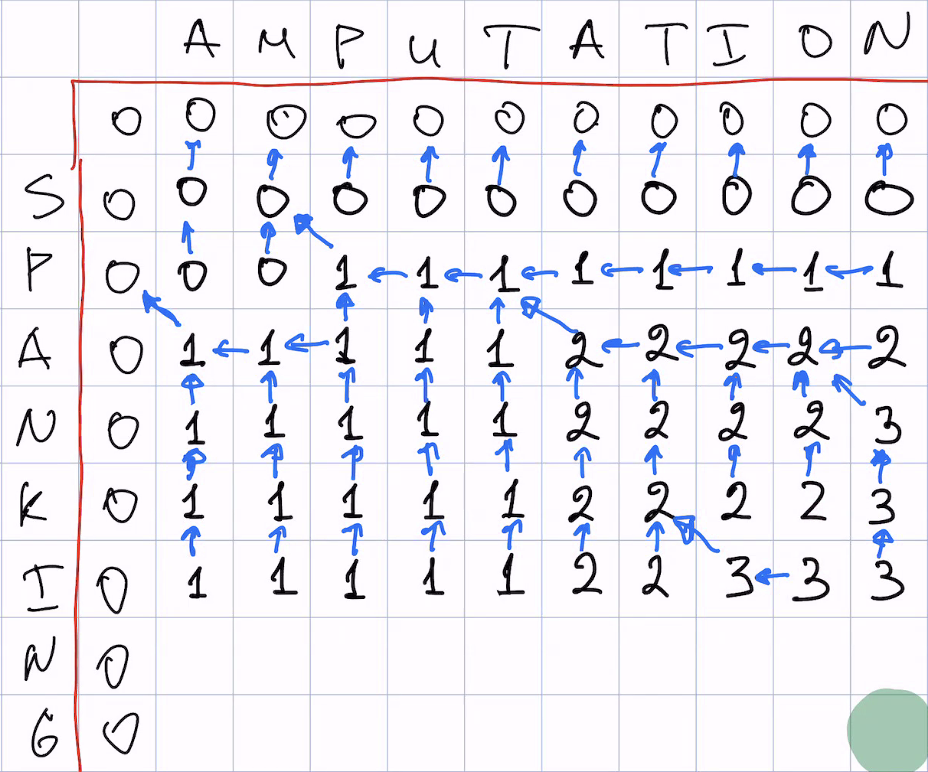 A M P U T A T I O N
0 0 0 0 0 0 0 0 0 0 0
S 0 0 0 0 0 0 0 0 0 0 0
P 0 0 0 1 1 1 1 1 1 1 1
A 0 1 1 1 1 1 2 2 2 2 2
N 0 1 1 1 1 1 2 2 2 2 3
K 0 1 1 1 1 1 2 2 2 2 3
I 0 1 1 1 1 1 2 2 3 3 3
N 0
G 0